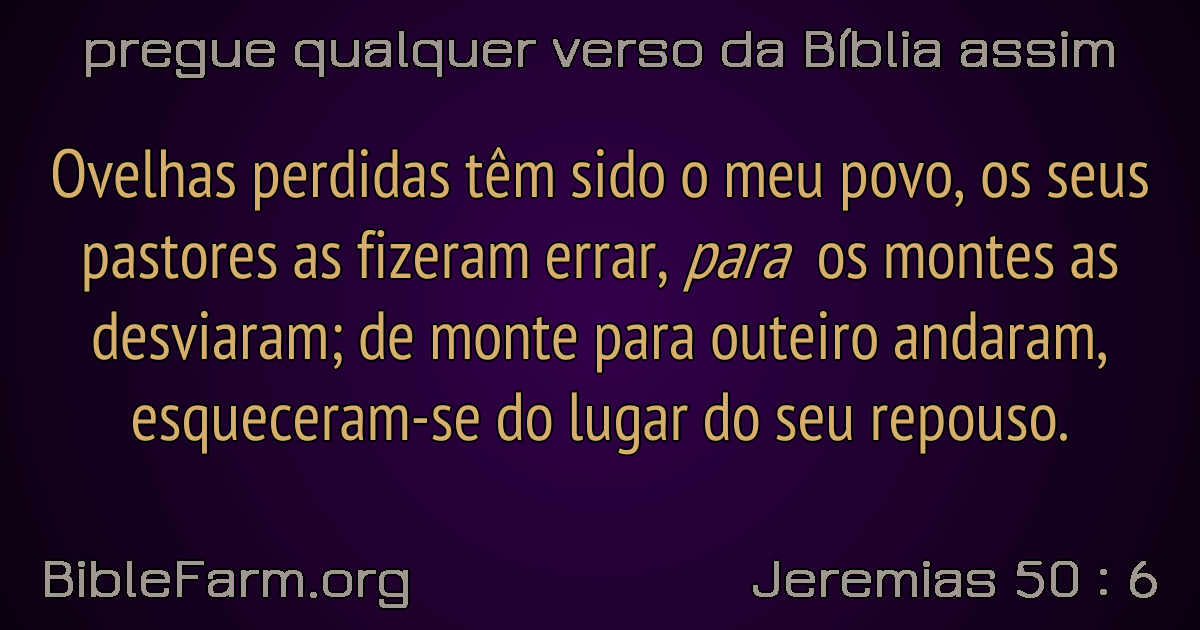 pregue qualquer verso da Bíblia assim
Ovelhas perdidas têm sido o meu povo, os seus
pastores as fizeram errar, para os montes as
desviaram; de monte para outeiro andaram,
esqueceram-se do lugar do seu repouso.
BibleFarm.org
Jeremias 50 : 6